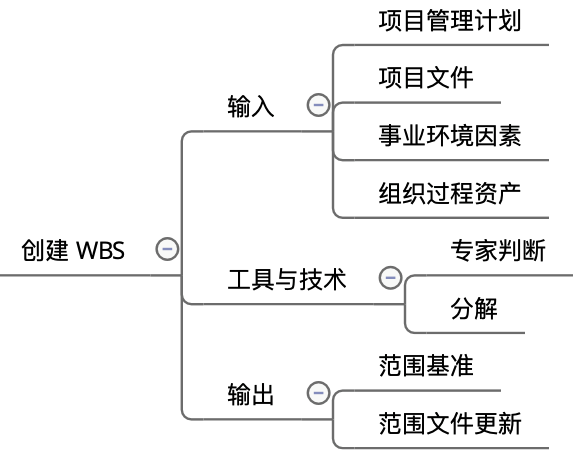 项目管理计划
项目文件
输入
事业环境因素
组织过程资产
创建 WBS
专家判断
工具与技术
分解
范围基准
输出
范围文件更新